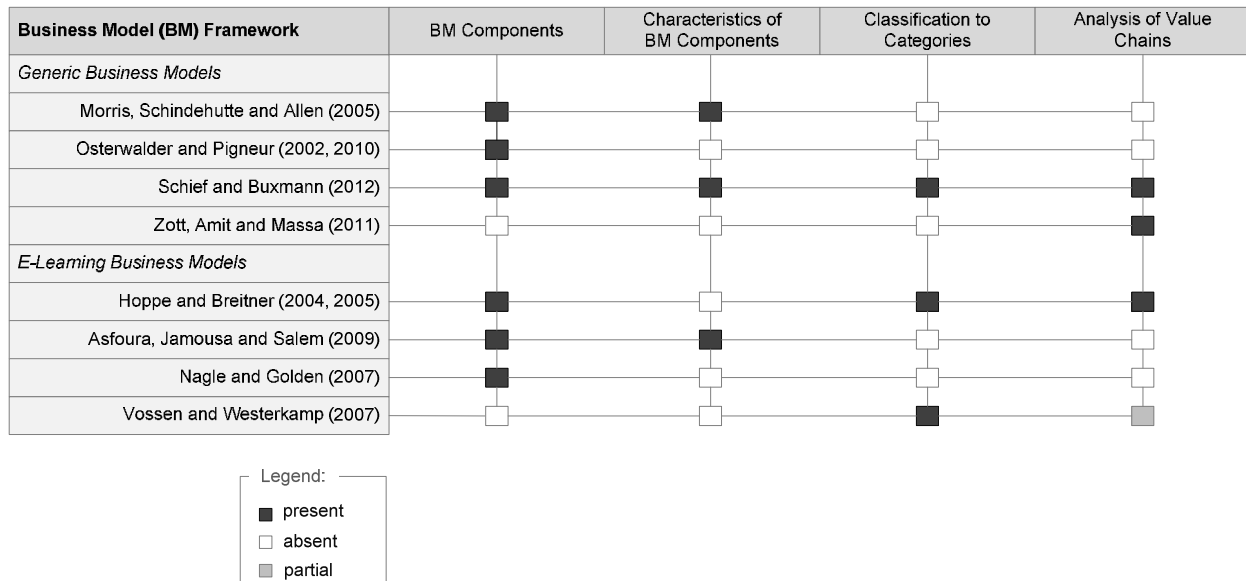 Business Model (BM) Framework
BM Components
Characteristics of
BM Components
Classification to
Categories
Analysis of Value
Chains
Generic Business Models
Morris, Schindehutte and Allen (2005)
Osterwalder and Pigneur (2002, 2010)
Schief and Buxmann (2012)
Zott, Amit and Massa (2011)
E-Learning Business Models
Hoppe and Breitner (2004, 2005)
Asfoura, Jamousa and Salem (2009)
Nagle and Golden (2007)
Vossen and Westerkamp (2007)
Legend:
present
absent
partial